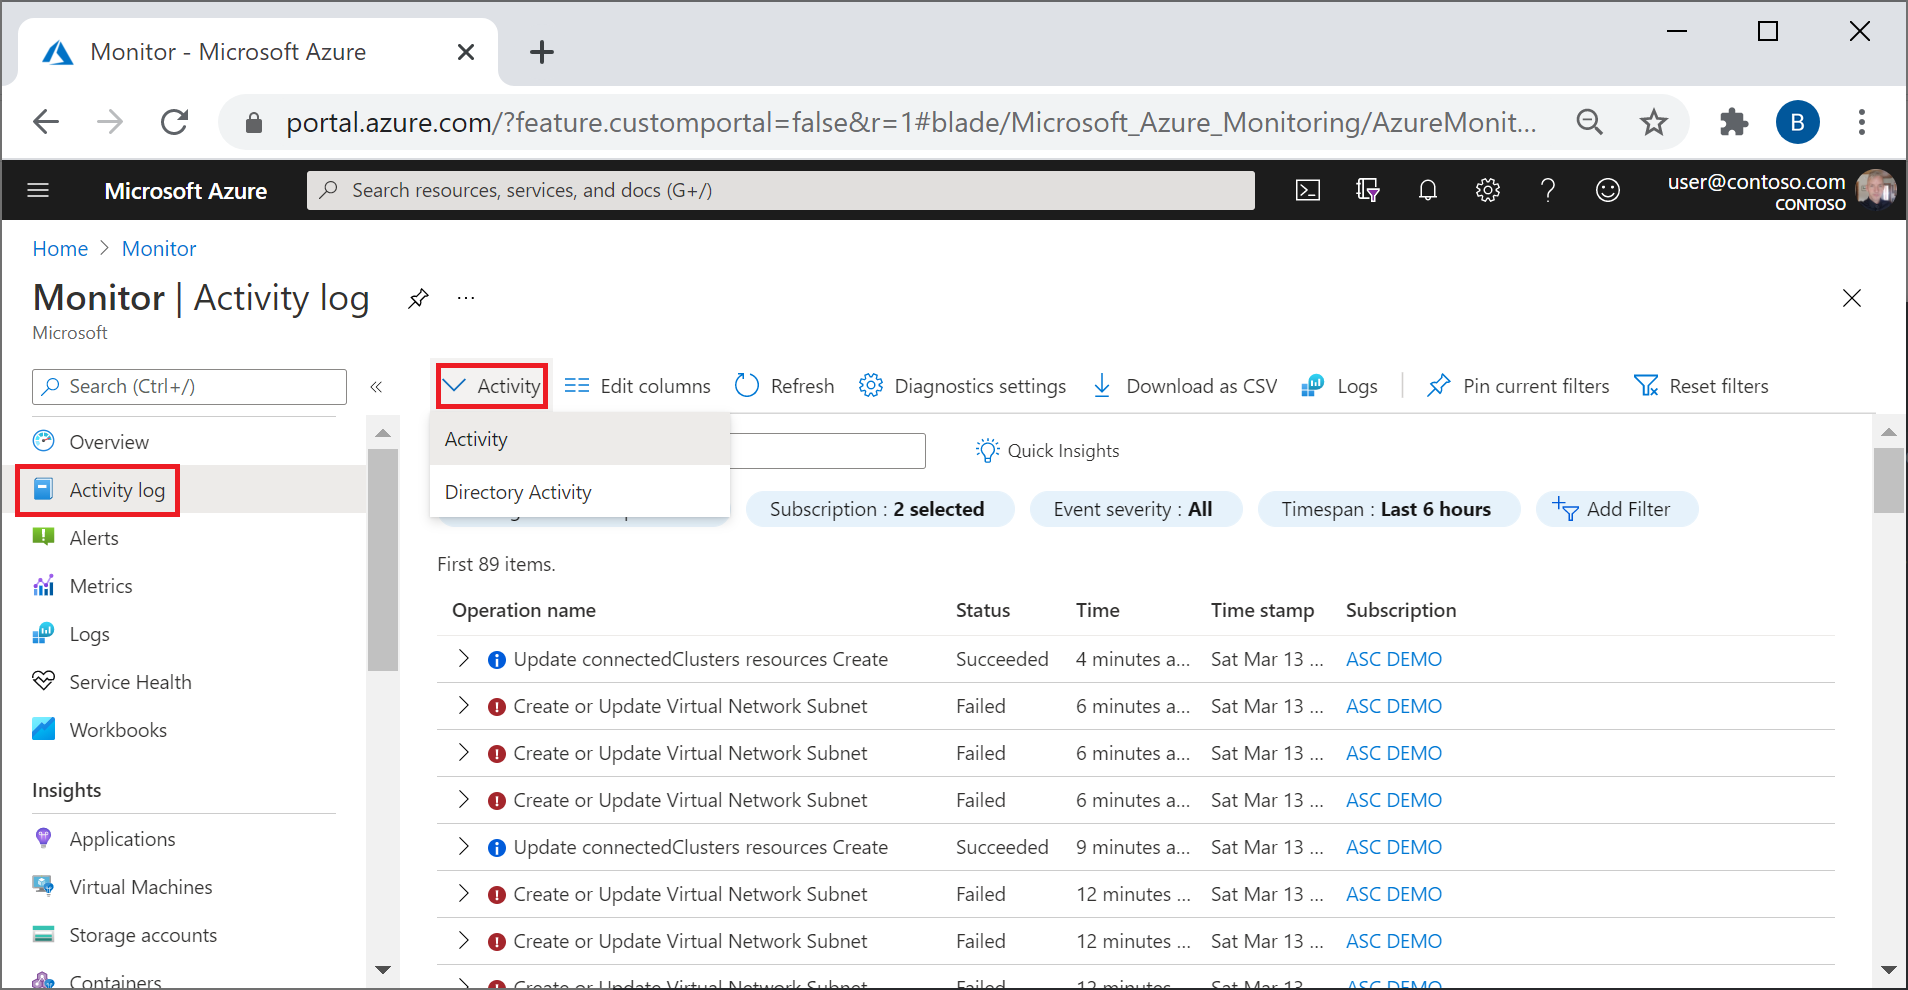 Monitor - Microsoft Azure
portal.azure.com/?feature.customportal=false&r=1#blade/Microsoft_Azure_Monitoring/AzureMonit...
B
Microsoft Azure
Search resources, services, and docs (G+/)
user@contoso.com
CONTOSO
Home > Monitor
Monitor | Activity log
Microsoft
Search (Ctrl+/)
Overview
Activity log
Alerts
Metrics
Logs
Service Health
Workbooks
Insights
Applications
Virtual Machines
Storage accounts
Containers
Activity Edit columns Refresh Diagnostics settings Download as CSV Logs Pin current filters Reset filters
Activity
Directory Activity
Quick Insights
Subscription : 2 selected Event severity : All Timespan : Last 6 hours Add Filter
First 89 items.
Operation name Status Time Time stamp Subscription
Update connectedClusters resources Create Succeeded 4 minutes a... Sat Mar 13 ... ASC DEMO
Create or Update Virtual Network Subnet Failed 6 minutes a... Sat Mar 13 ... ASC DEMO
Create or Update Virtual Network Subnet Failed 6 minutes a... Sat Mar 13 ... ASC DEMO
Create or Update Virtual Network Subnet Failed 6 minutes a... Sat Mar 13 ... ASC DEMO
Update connectedClusters resources Create Succeeded 9 minutes a... Sat Mar 13 ... ASC DEMO
Create or Update Virtual Network Subnet Failed 12 minutes ... Sat Mar 13 ... ASC DEMO
Create or Update Virtual Network Subnet Failed 12 minutes ... Sat Mar 13 ... ASC DEMO
Create or Update Virtual Network Subnet Failed 12 minutes ... Sat Mar 13 ... ASC DEMO